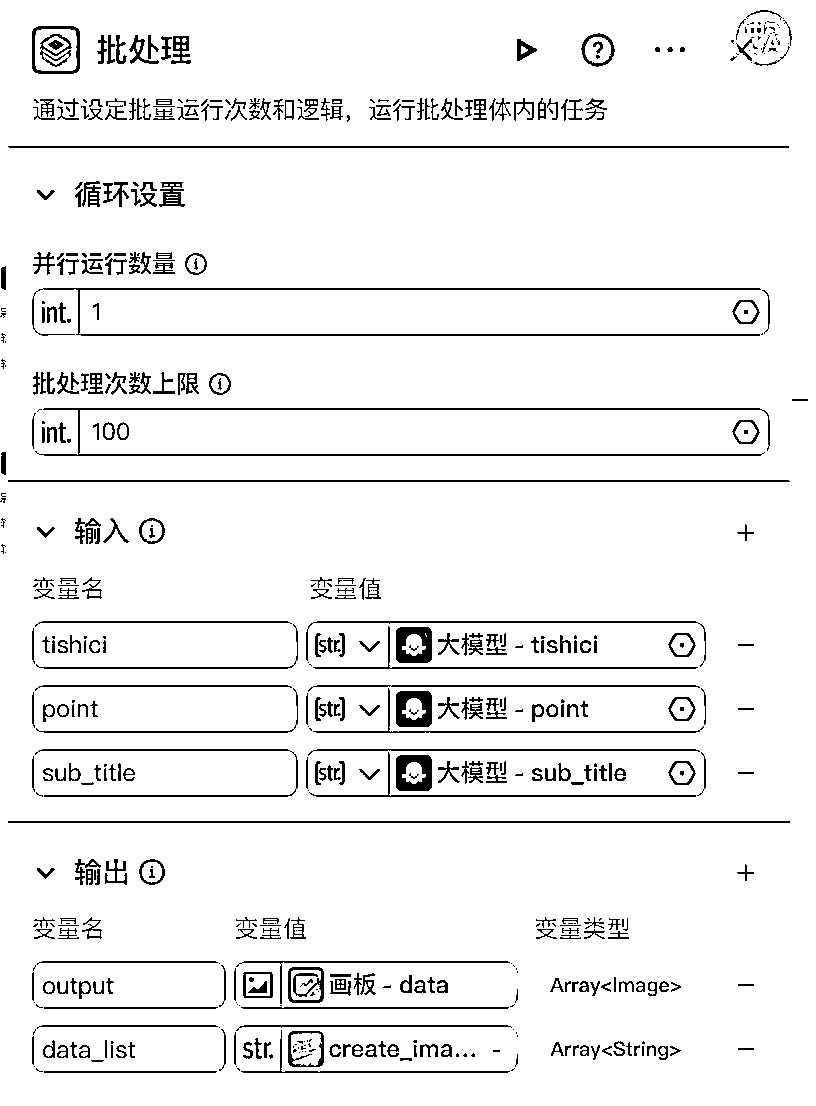 批处理
通过设定批量运行次数和逻辑，运行批处理体内的任务
循环设置
并行运行数量
int. 1
批处理次数上限
int. 100
输入
变量名 变量值
tishici [str.] 大模型 - tishici
point [str.] 大模型 - point
sub_title [str.] 大模型 - sub_title
输出
变量名 变量值 变量类型
output 画板 - data Array<Image>
data_list str. create_ima... - Array<String>